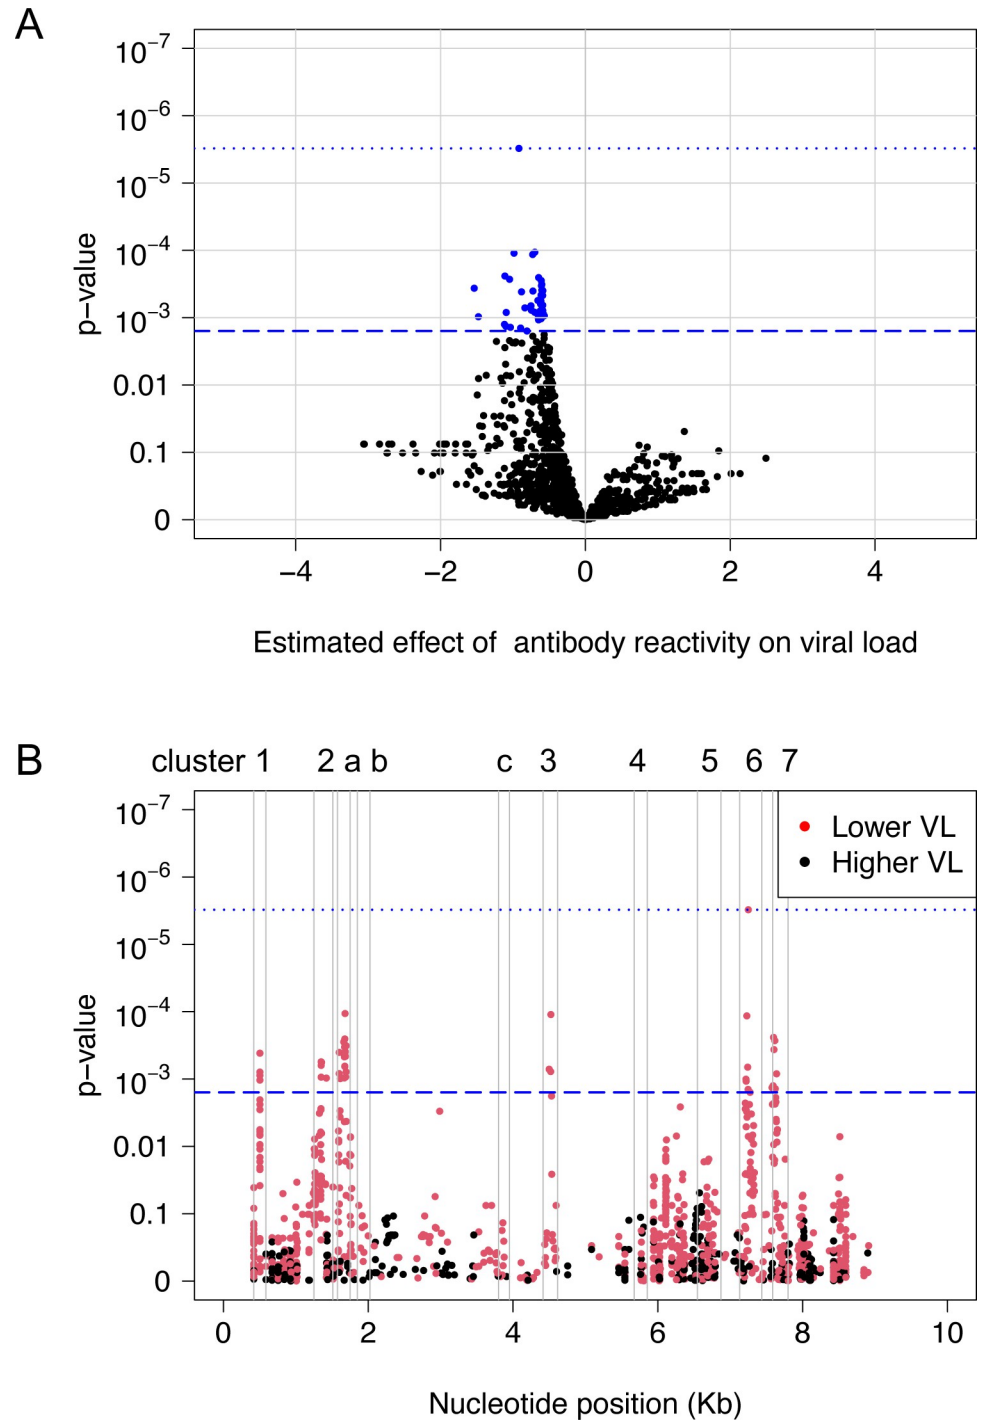 A
10−7
10−6
10−5
10−4
10−3
0.01
0.1
0
p−value
−4 −2 0 2 4
Estimated effect of antibody reactivity on viral load
B
cluster 1 2 a b c 3 4 5 6 7
10−7
10−6
10−5
10−4
10−3
0.01
0.1
0
p−value
Lower VL
Higher VL
0 2 4 6 8 10
Nucleotide position (Kb)